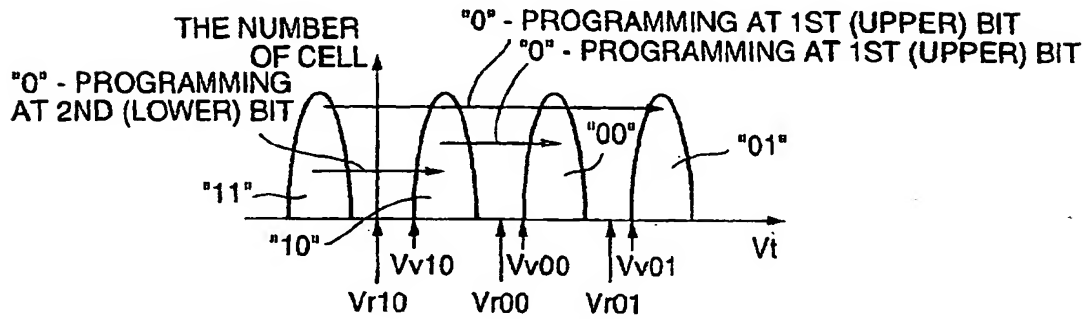 "0" - PROGRAMMING AT 1ST (UPPER) BIT
THE NUMBER
OF CELL
"0" - PROGRAMMING AT 1ST (UPPER) BIT
"0" - PROGRAMMING
AT 2ND (LOWER) BIT
"00"
"01"
"11"
"10"
Vt
Vv10
Vv00
Vv01
Vr10
Vr00
Vr01